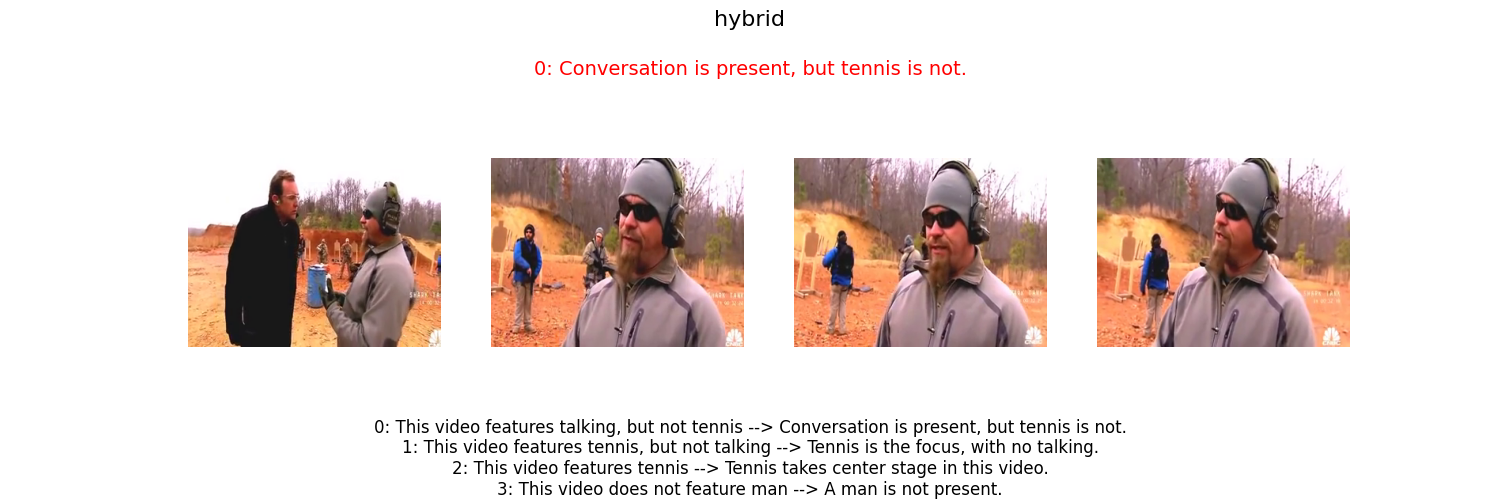 hybrid
0: Conversation is present, but tennis is not.
SHARK TANK
CNBC
0: This video features talking, but not tennis --> Conversation is present, but tennis is not.
1: This video features tennis, but not talking --> Tennis is the focus, with no talking.
2: This video features tennis --> Tennis takes center stage in this video.
3: This video does not feature man --> A man is not present.